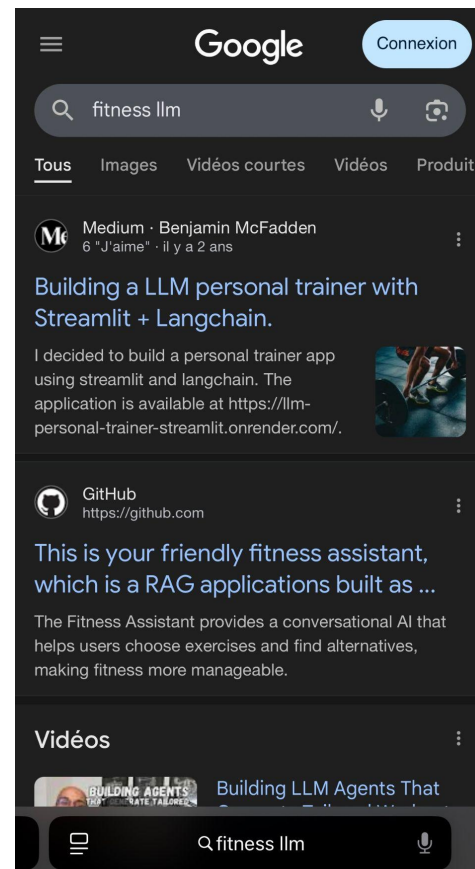 Google
Connexion
fitness llm
Tous Images Vidéos courtes Vidéos Produit
Medium · Benjamin McFadden
6 "J'aime" · il y a 2 ans
Building a LLM personal trainer with
Streamlit + Langchain.
I decided to build a personal trainer app
using streamlit and langchain. The
application is available at https://llm-
personal-trainer-streamlit.onrender.com/.
GitHub
https://github.com
This is your friendly fitness assistant,
which is a RAG applications built as ...
The Fitness Assistant provides a conversational AI that
helps users choose exercises and find alternatives,
making fitness more manageable.
Vidéos
BUILDING AGENTS
THAT GENERATE TAILORED
Building LLM Agents That
fitness llm